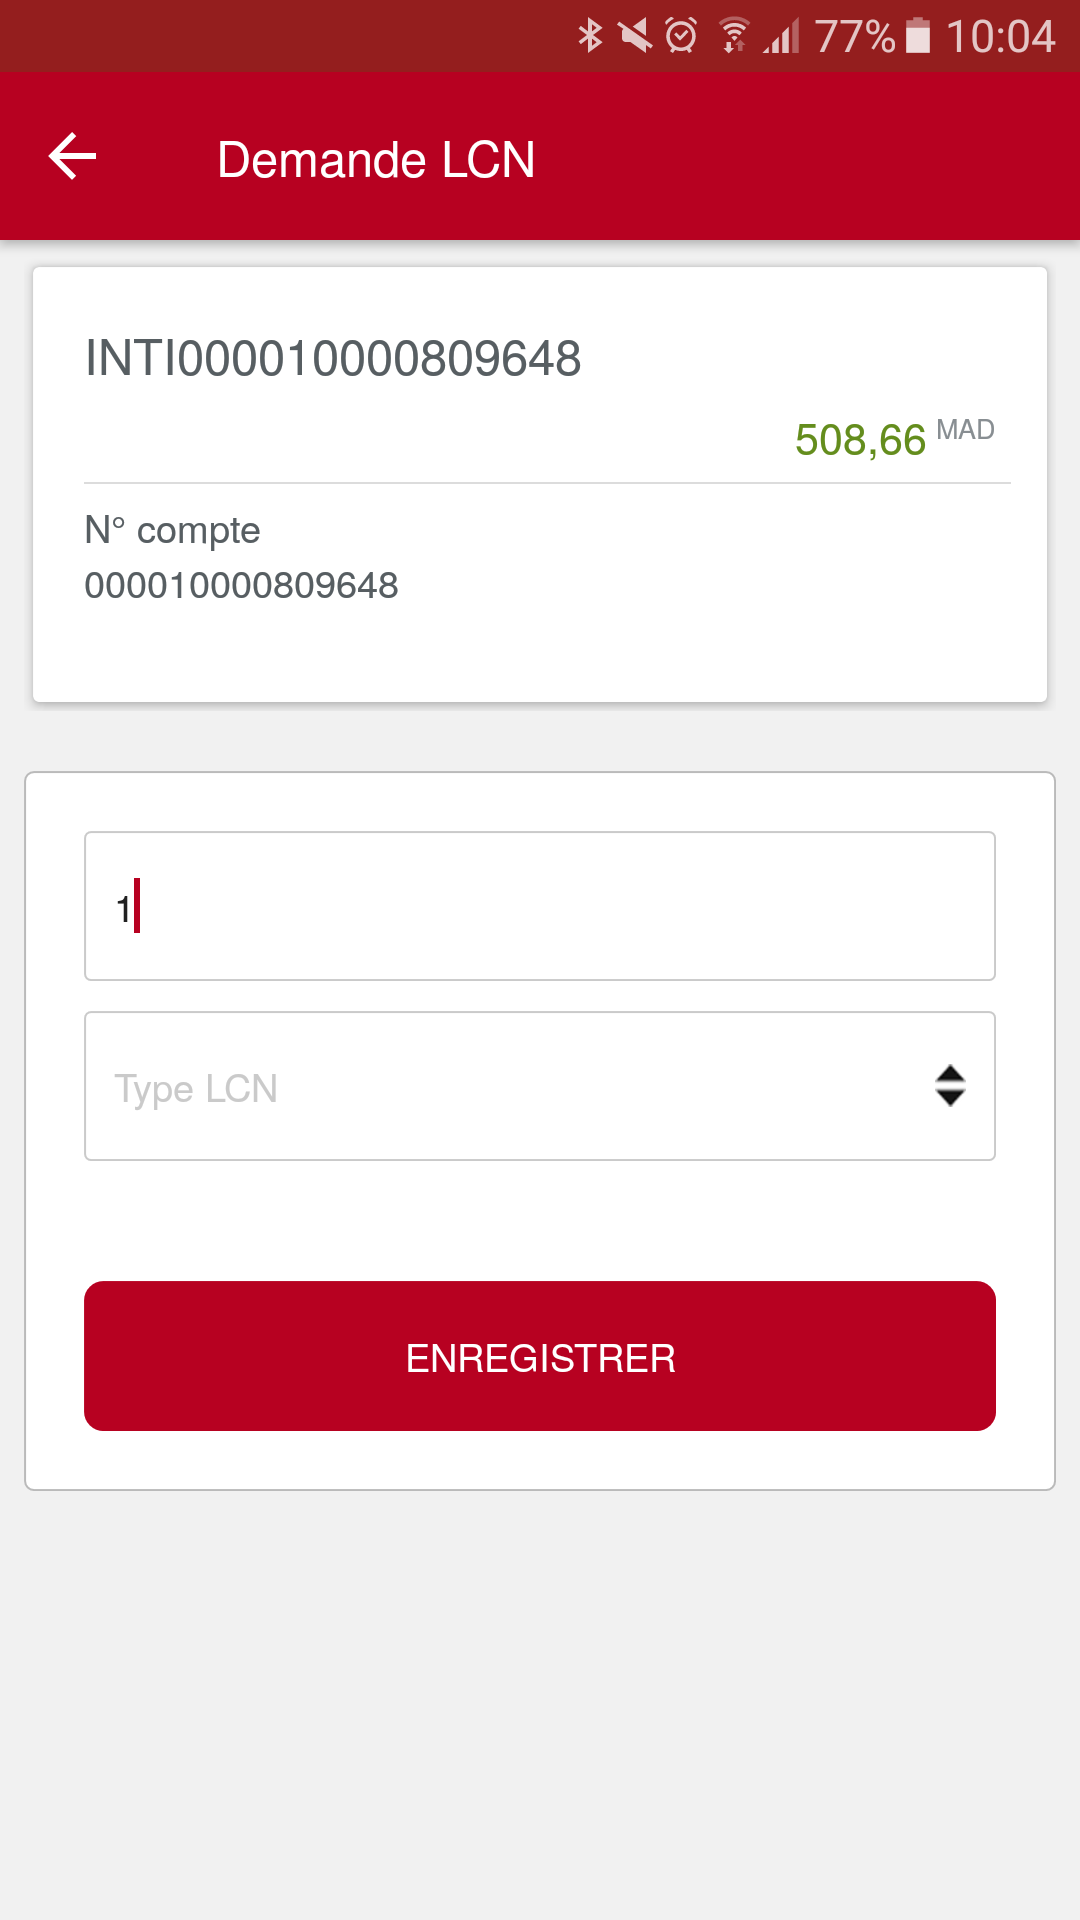 77% 10:04
Demande LCN
INTI000010000809648
508,66 MAD
N° compte
000010000809648
1
Type LCN
ENREGISTRER